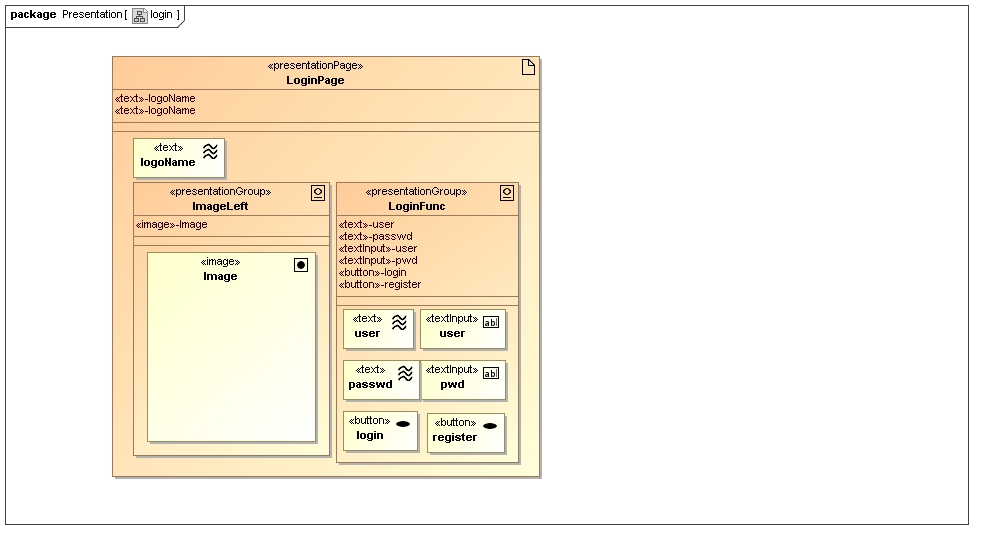 package Presentation[ login ]
«presentationPage»
LoginPage
«text»-logoName
«text»-logoName
«text»
logoName
«presentationGroup»
ImageLeft
«image»-Image
«image»
Image
«presentationGroup»
LoginFunc
«text»-user
«text»-passwd
«textInput»-user
«textInput»-pwd
«button»-login
«button»-register
«text»
user
«textInput»
user
abl
«text»
passwd
«textInput»
pwd
abl
«button»
login
«button»
register